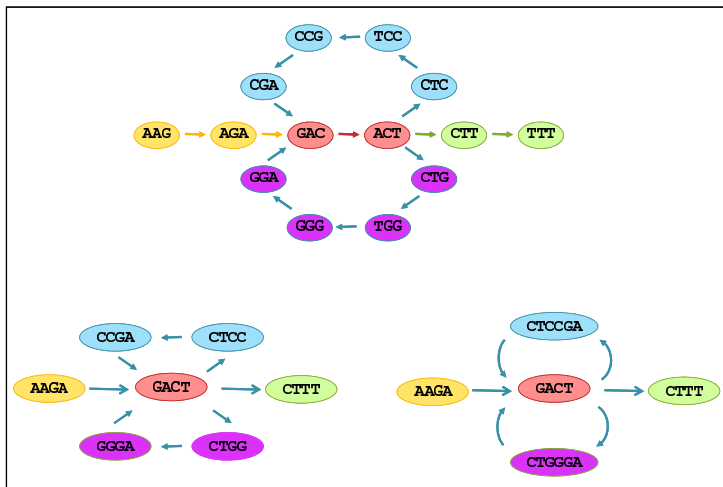 CCG TCC
CGA CTC
AAG AGA GAC ACT CTT TTT
GGA CTG
GGG TGG
CTCCGA
CCGA CTCC
AAGA GACT CTTT AAGA GACT CTTT
GGGA CTGG
CTGGGA